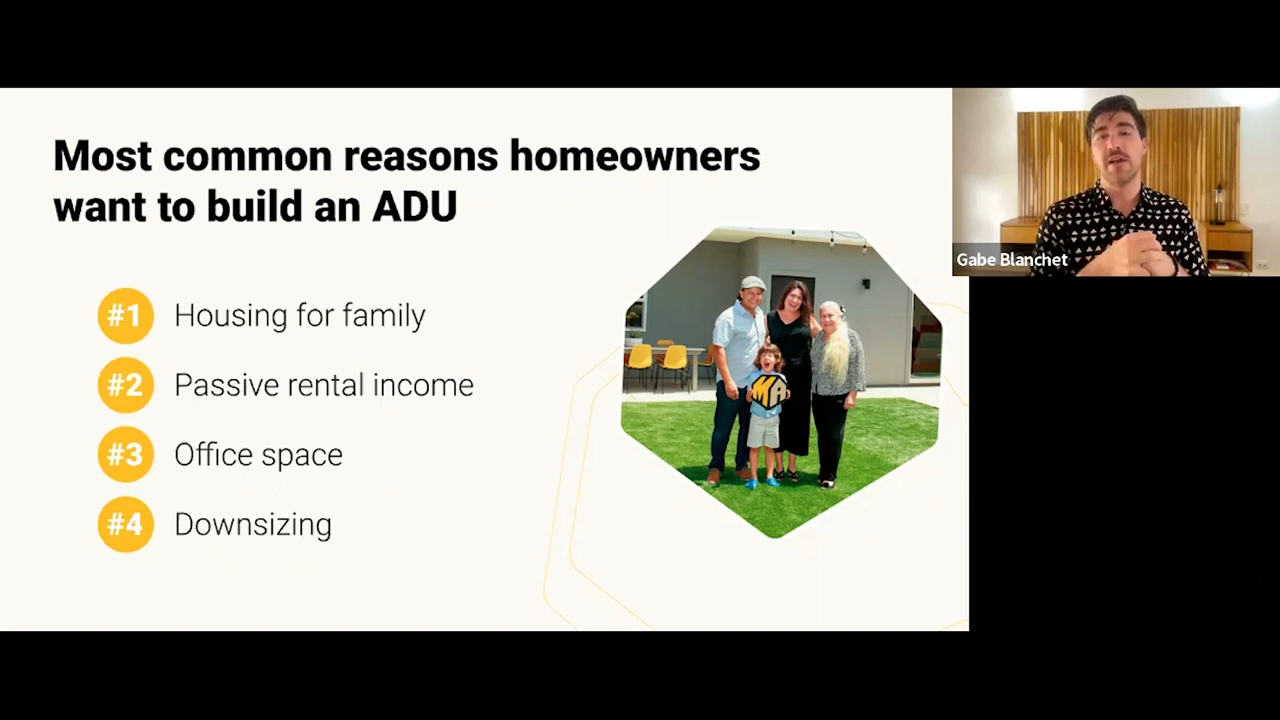 Most common reasons homeowners
want to build an ADU
#1 Housing for family
#2 Passive rental income
#3 Office space
#4 Downsizing
MA
Gabe Blanchet